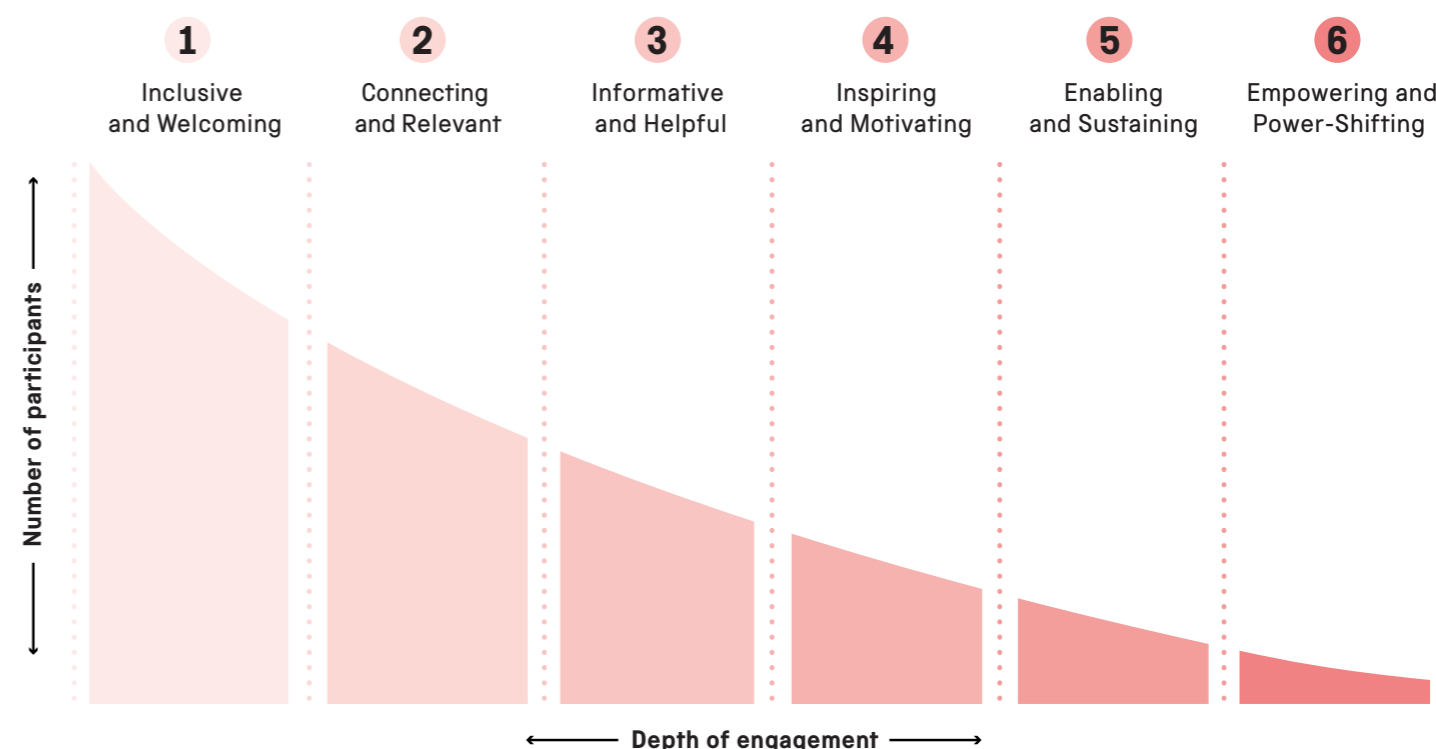 1
2
3
4
5
6
Inclusive
and Welcoming
Connecting
and Relevant
Informative
and Helpful
Inspiring
and Motivating
Enabling
and Sustaining
Empowering and
Power-Shifting
Number of participants
Depth of engagement